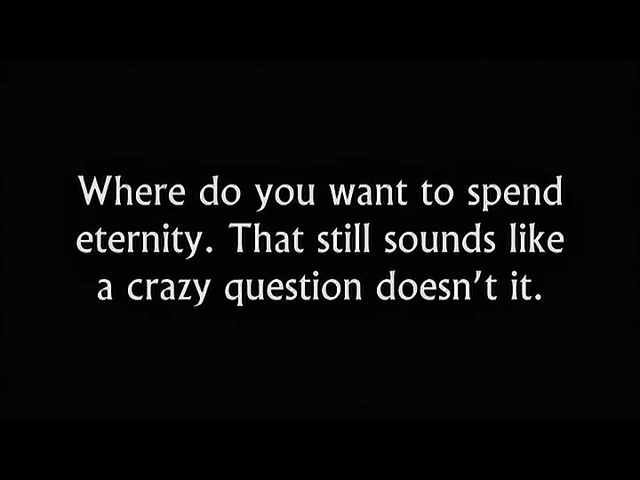 Where do you want to spend
eternity. That still sounds like
a crazy question doesn't it.